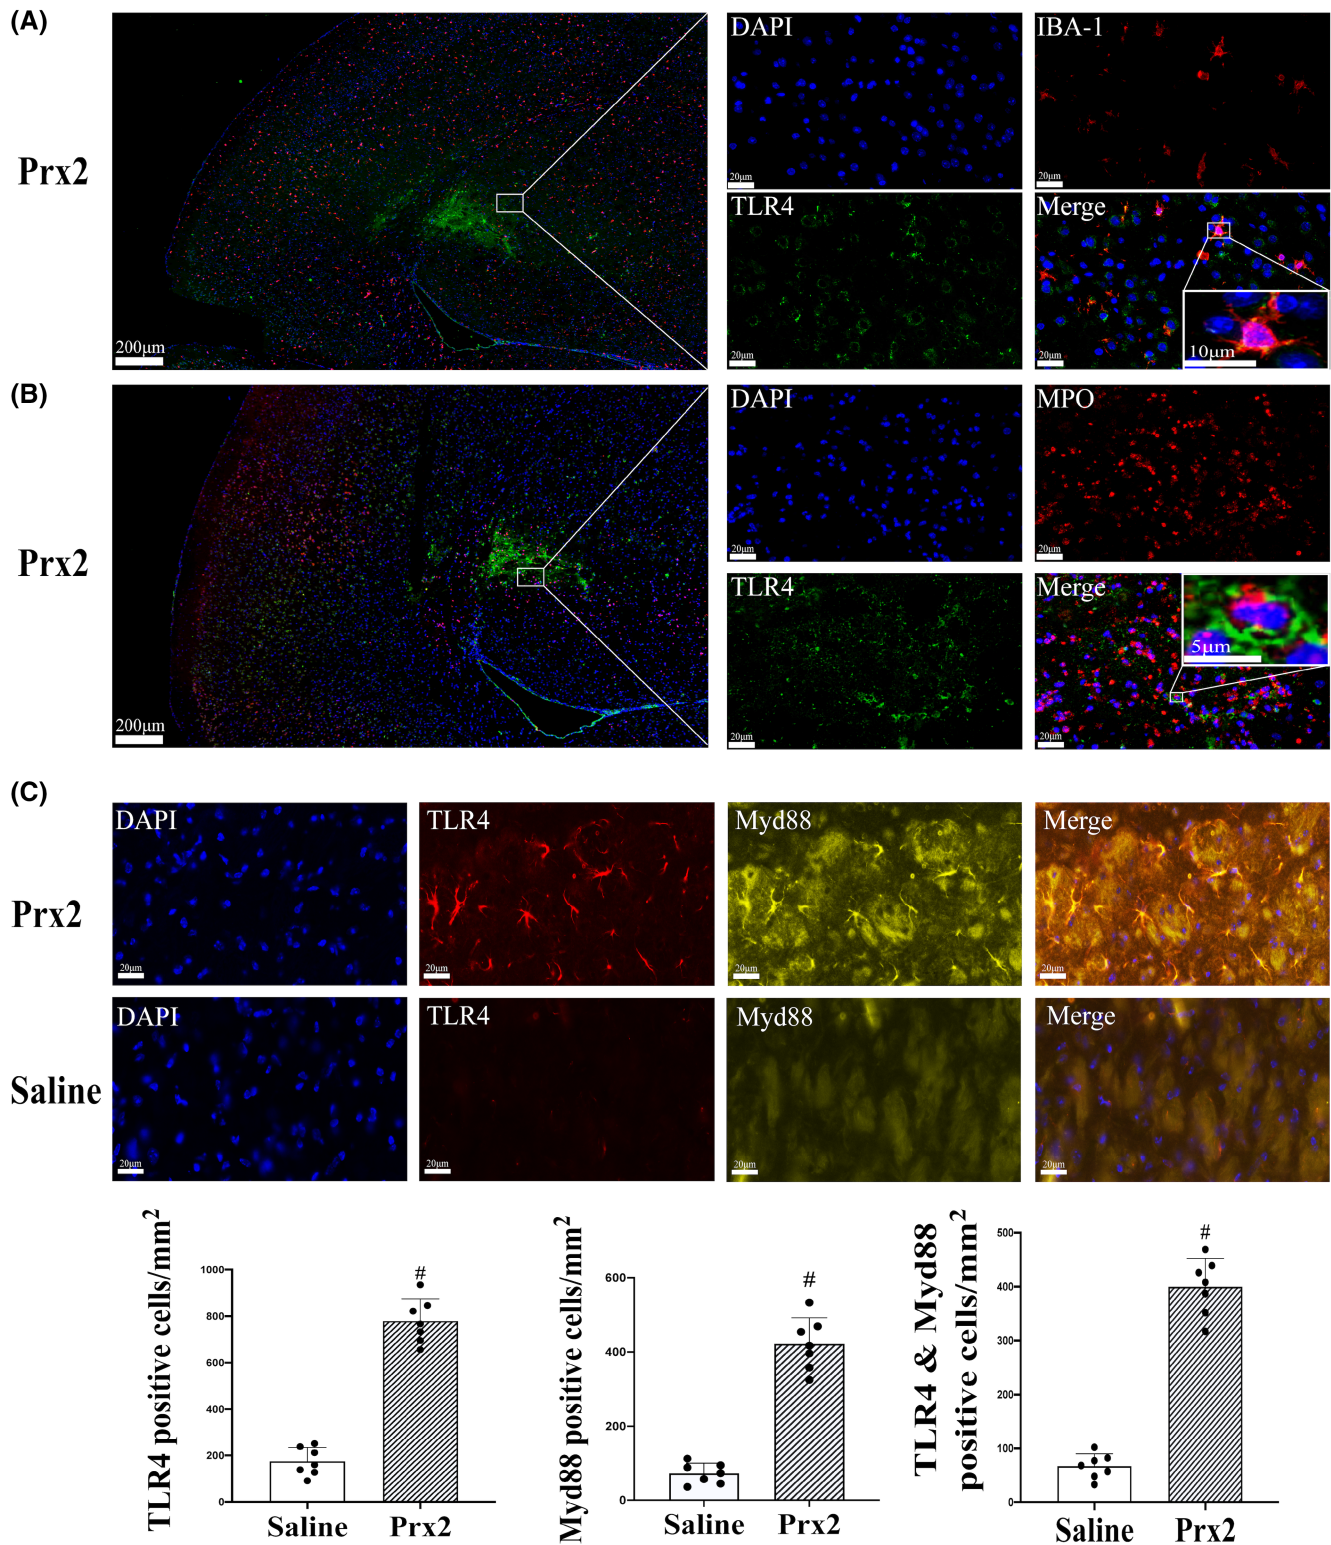 (A)
Prx2
200μm
DAPI
20μm
IBA-1
20μm
TLR4
20μm
Merge
20μm
10μm
(B)
Prx2
200μm
DAPI
20μm
MPO
20μm
TLR4
20μm
Merge
20μm
5μm
(C)
Prx2
DAPI
20μm
TLR4
20μm
Myd88
20μm
Merge
20μm
Saline
DAPI
20μm
TLR4
20μm
Myd88
20μm
Merge
20μm
TLR4 positive cells/mm²
1000
800
600
400
200
0
#
Saline
Prx2
Myd88 positive cells/mm²
600
400
200
0
#
Saline
Prx2
TLR4 & Myd88
positive cells/mm²
500
400
300
200
100
0
#
Saline
Prx2